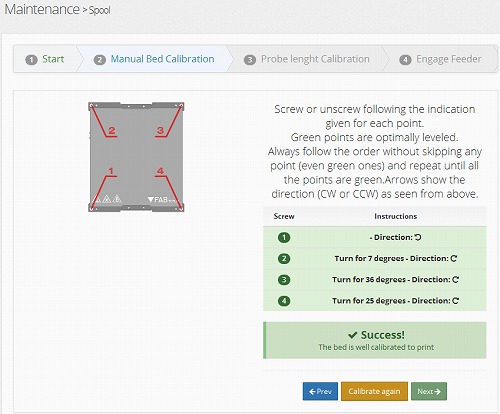 Maintenance > Spool
1 Start
2 Manual Bed Calibration
3 Probe lenght Calibration
4 Engage Feeder
2 3
1 4
FAB
Screw or unscrew following the indication
given for each point.
Green points are optimally leveled.
Always follow the order without skipping any
point (even green ones) and repeat until all
the points are green.Arrows show the
direction (CW or CCW) as seen from above.
Screw Instructions
1 - Direction:
2 Turn for 7 degrees - Direction:
3 Turn for 36 degrees - Direction:
4 Turn for 25 degrees - Direction:
Success!
The bed is well calibrated to print
Prev Calibrate again Next